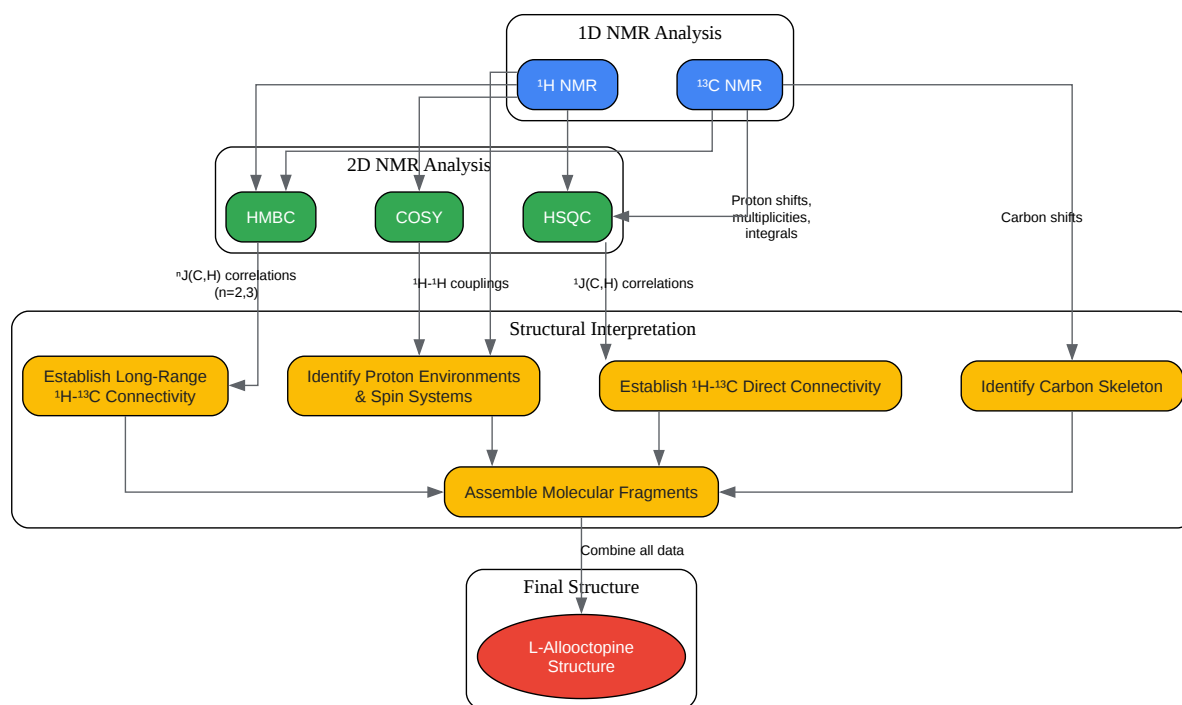 1D NMR Analysis
¹H NMR
¹³C NMR
2D NMR Analysis
HMBC
COSY
HSQC
Proton shifts,
multiplicities,
integrals
Carbon shifts
ⁿJ(C,H) correlations
(n=2,3)
¹H-¹H couplings
¹J(C,H) correlations
Structural Interpretation
Establish Long-Range
¹H-¹³C Connectivity
Identify Proton Environments
& Spin Systems
Establish ¹H-¹³C Direct Connectivity
Identify Carbon Skeleton
Assemble Molecular Fragments
Combine all data
Final Structure
L-Allooctopine
Structure